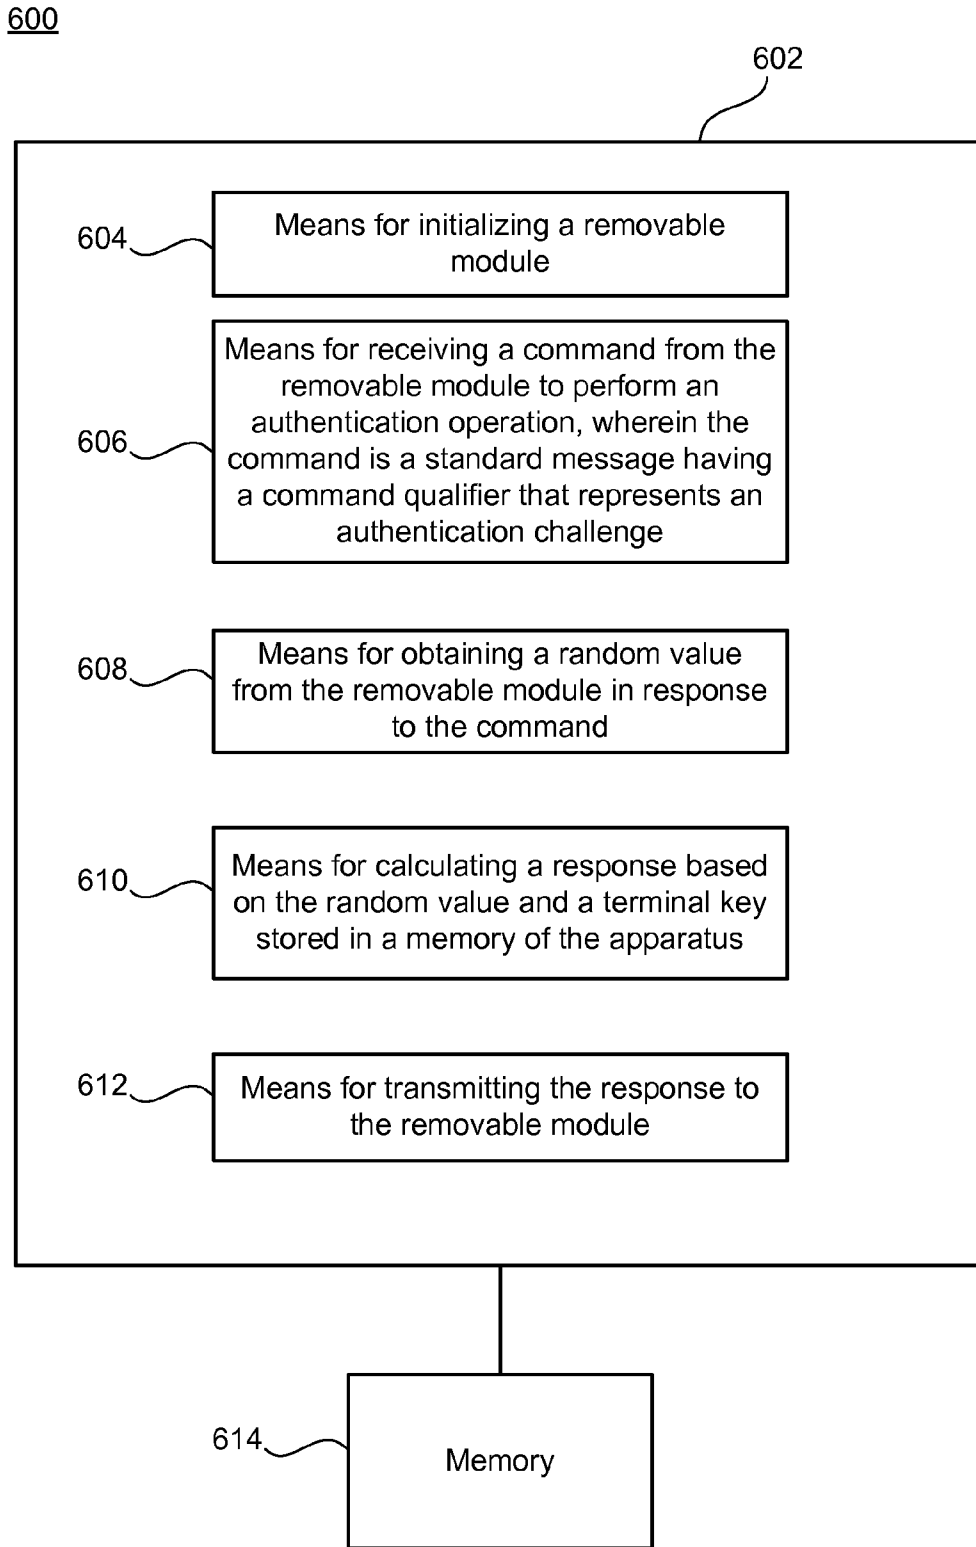 600
602
604
Means for initializing a removable
module
606
Means for receiving a command from the
removable module to perform an
authentication operation, wherein the
command is a standard message having
a command qualifier that represents an
authentication challenge
608
Means for obtaining a random value
from the removable module in response
to the command
610
Means for calculating a response based
on the random value and a terminal key
stored in a memory of the apparatus
612
Means for transmitting the response to
the removable module
614
Memory